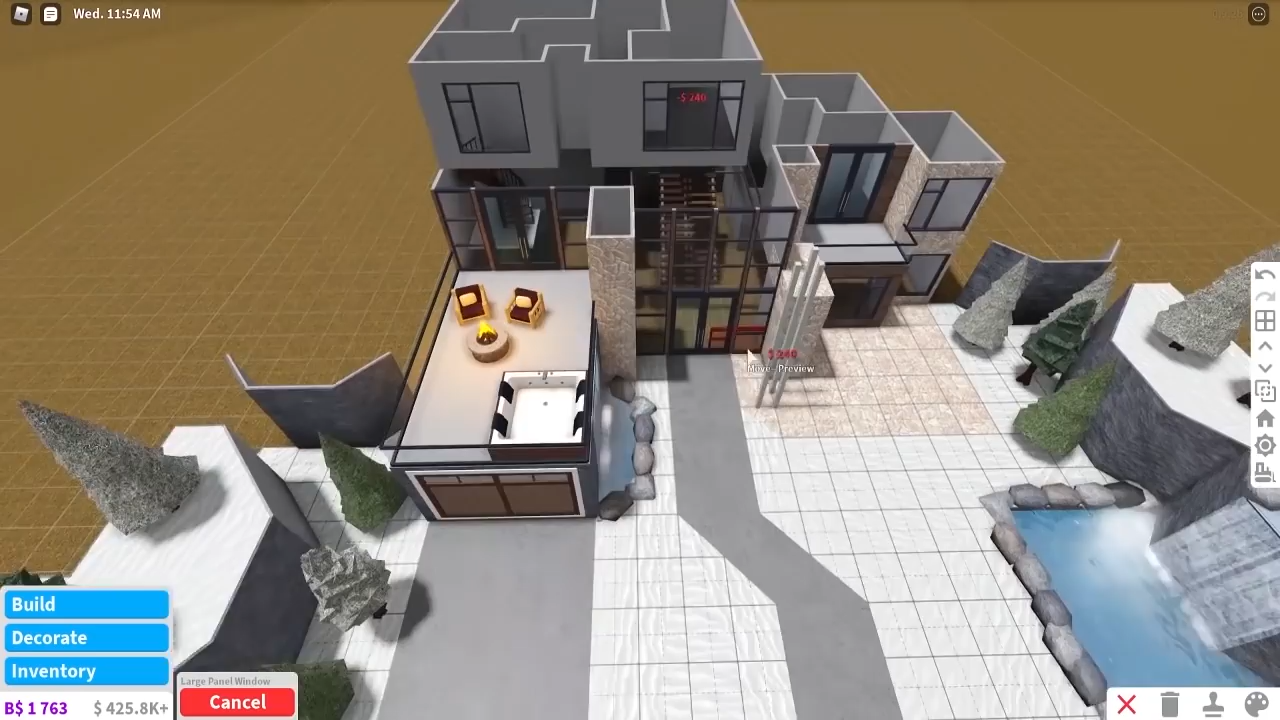 Wed. 11:54 AM
-$ 240
$ 240
Move - Preview
Build
Decorate
Inventory
Large Panel Window
Cancel
B$ 1 763
$ 425.8K+